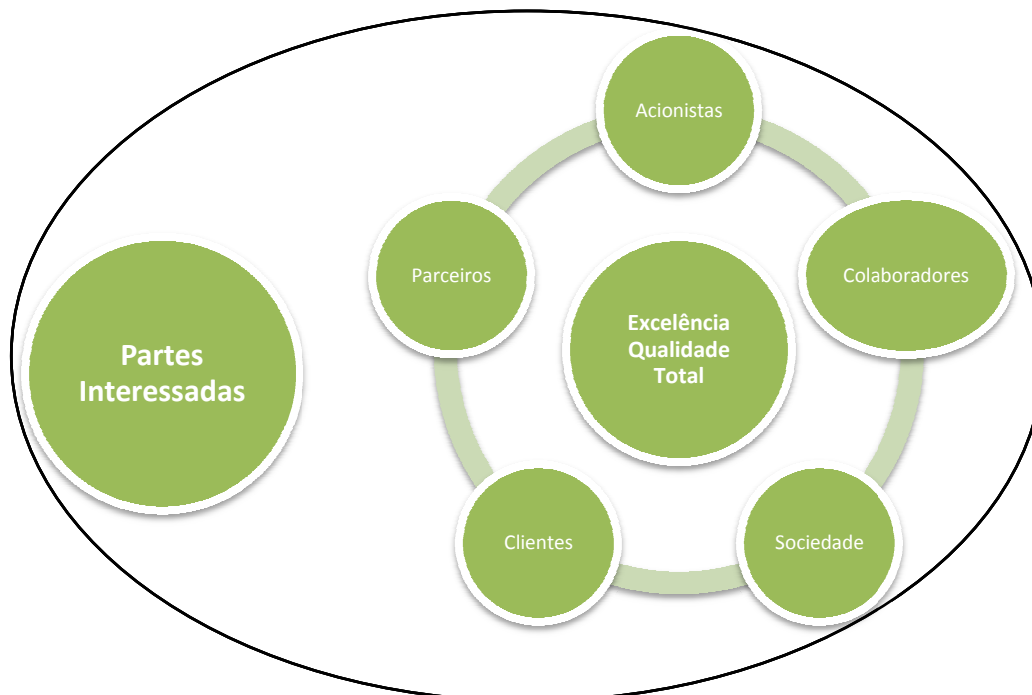 Acionistas
Parceiros
Colaboradores
Partes
Interessadas
Excelência
Qualidade
Total
Clientes
Sociedade